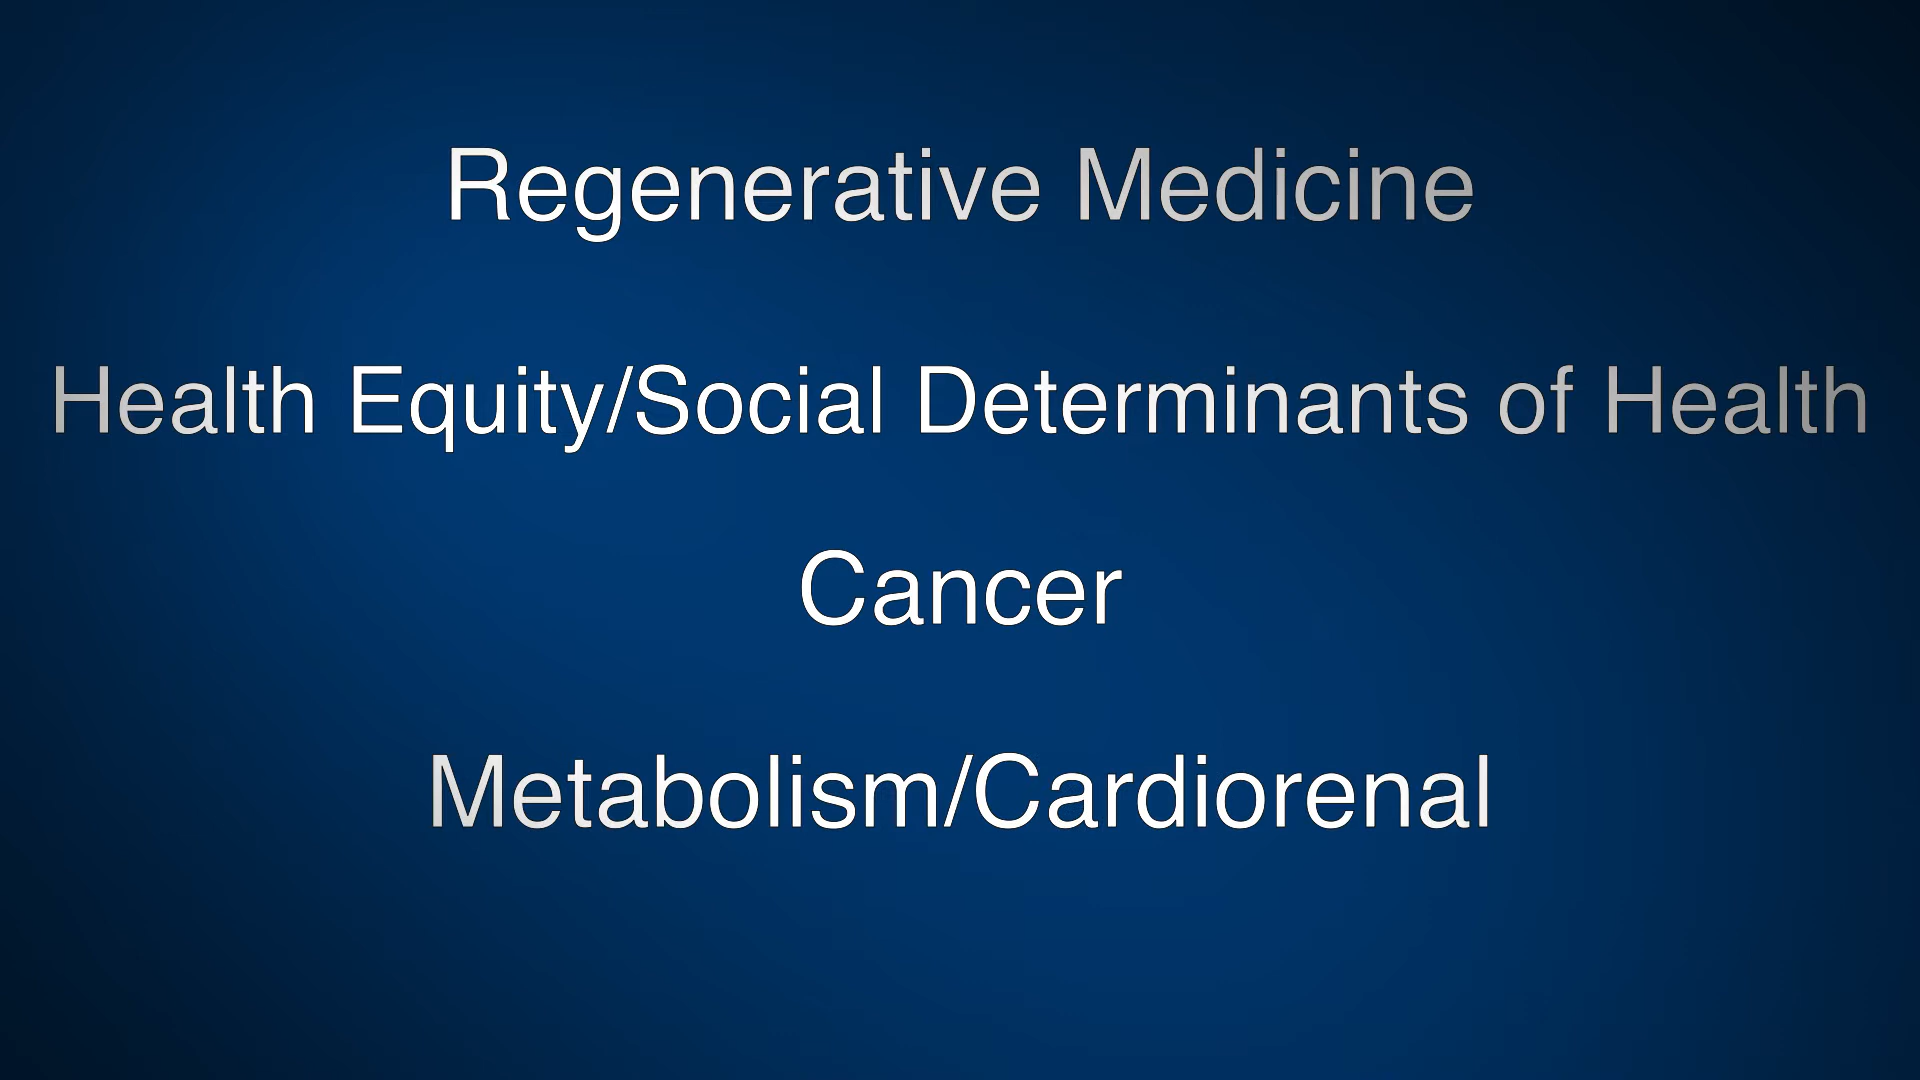 Regenerative Medicine
Health Equity/Social Determinants of Health
Cancer
Metabolism/Cardiorenal